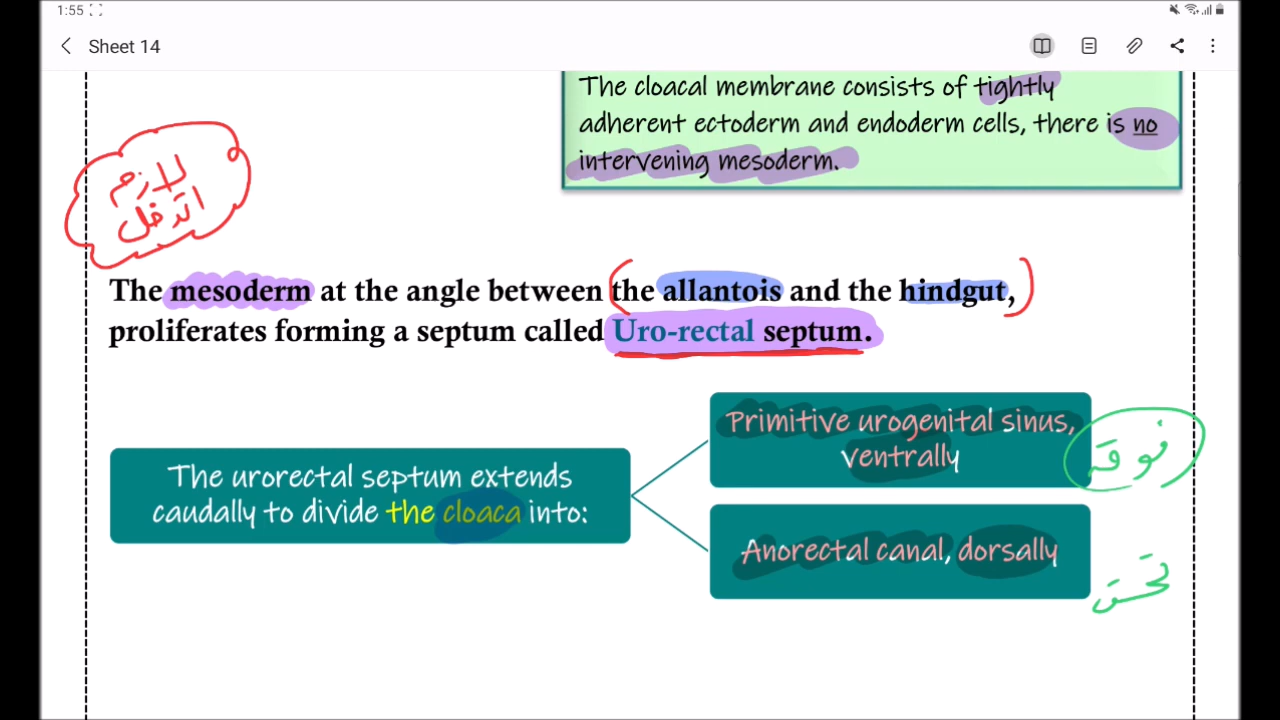 1:55
Sheet 14
The cloacal membrane consists of tightly
adherent ectoderm and endoderm cells, there is no
intervening mesoderm.
لازم
اتدخل
The mesoderm at the angle between the allantois and the hindgut,
proliferates forming a septum called Uro-rectal septum.
Primitive urogenital sinus,
ventrally
فوق
The urorectal septum extends
caudally to divide the cloaca into:
Anorectal canal, dorsally
تحت